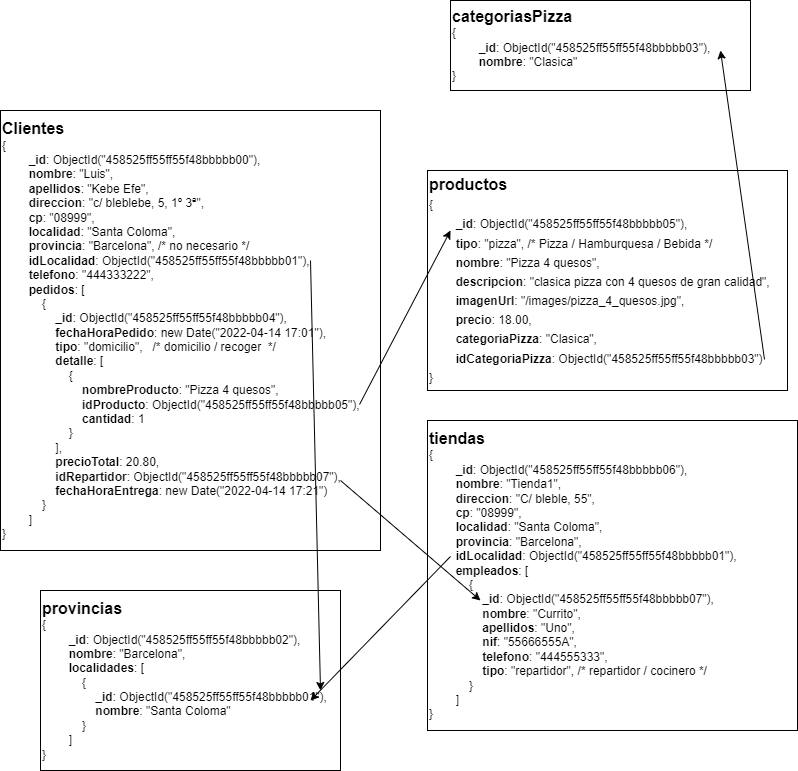 categoriasPizza
{
_id: ObjectId("458525ff55ff55f48bbbbb03"),
nombre: "Clasica"
}
Clientes
{
_id: ObjectId("458525ff55ff55f48bbbbb00"),
nombre: "Luis",
apellidos: "Kebe Efe",
direccion: "c/ bleblebe, 5, 1º 3ª",
cp: "08999",
localidad: "Santa Coloma",
provincia: "Barcelona", /* no necesario */
idLocalidad: ObjectId("458525ff55ff55f48bbbbb01"),
telefono: "444333222",
pedidos: [
{
_id: ObjectId("458525ff55ff55f48bbbbb04"),
fechaHoraPedido: new Date("2022-04-14 17:01"),
tipo: "domicilio", /* domicilio / recoger */
detalle: [
{
nombreProducto: "Pizza 4 quesos",
idProducto: ObjectId("458525ff55ff55f48bbbbb05"),
cantidad: 1
}
],
precioTotal: 20.80,
idRepartidor: ObjectId("458525ff55ff55f48bbbbb07"),
fechaHoraEntrega: new Date("2022-04-14 17:21")
}
]
}
productos
{
_id: ObjectId("458525ff55ff55f48bbbbb05"),
tipo: "pizza", /* Pizza / Hamburquesa / Bebida */
nombre: "Pizza 4 quesos",
descripcion: "clasica pizza con 4 quesos de gran calidad",
imagenUrl: "/images/pizza_4_quesos.jpg",
precio: 18.00,
categoriaPizza: "Clasica",
idCategoriaPizza: ObjectId("458525ff55ff55f48bbbbb03")
}
tiendas
{
_id: ObjectId("458525ff55ff55f48bbbbb06"),
nombre: "Tienda1",
direccion: "C/ bleble, 55",
cp: "08999",
localidad: "Santa Coloma",
provincia: "Barcelona",
idLocalidad: ObjectId("458525ff55ff55f48bbbbb01"),
empleados: [
{
_id: ObjectId("458525ff55ff55f48bbbbb07"),
nombre: "Currito",
apellidos: "Uno",
nif: "55666555A",
telefono: "444555333",
tipo: "repartidor", /* repartidor / cocinero */
}
]
}
provincias
{
_id: ObjectId("458525ff55ff55f48bbbbb02"),
nombre: "Barcelona",
localidades: [
{
_id: ObjectId("458525ff55ff55f48bbbbb01"),
nombre: "Santa Coloma"
}
]
}